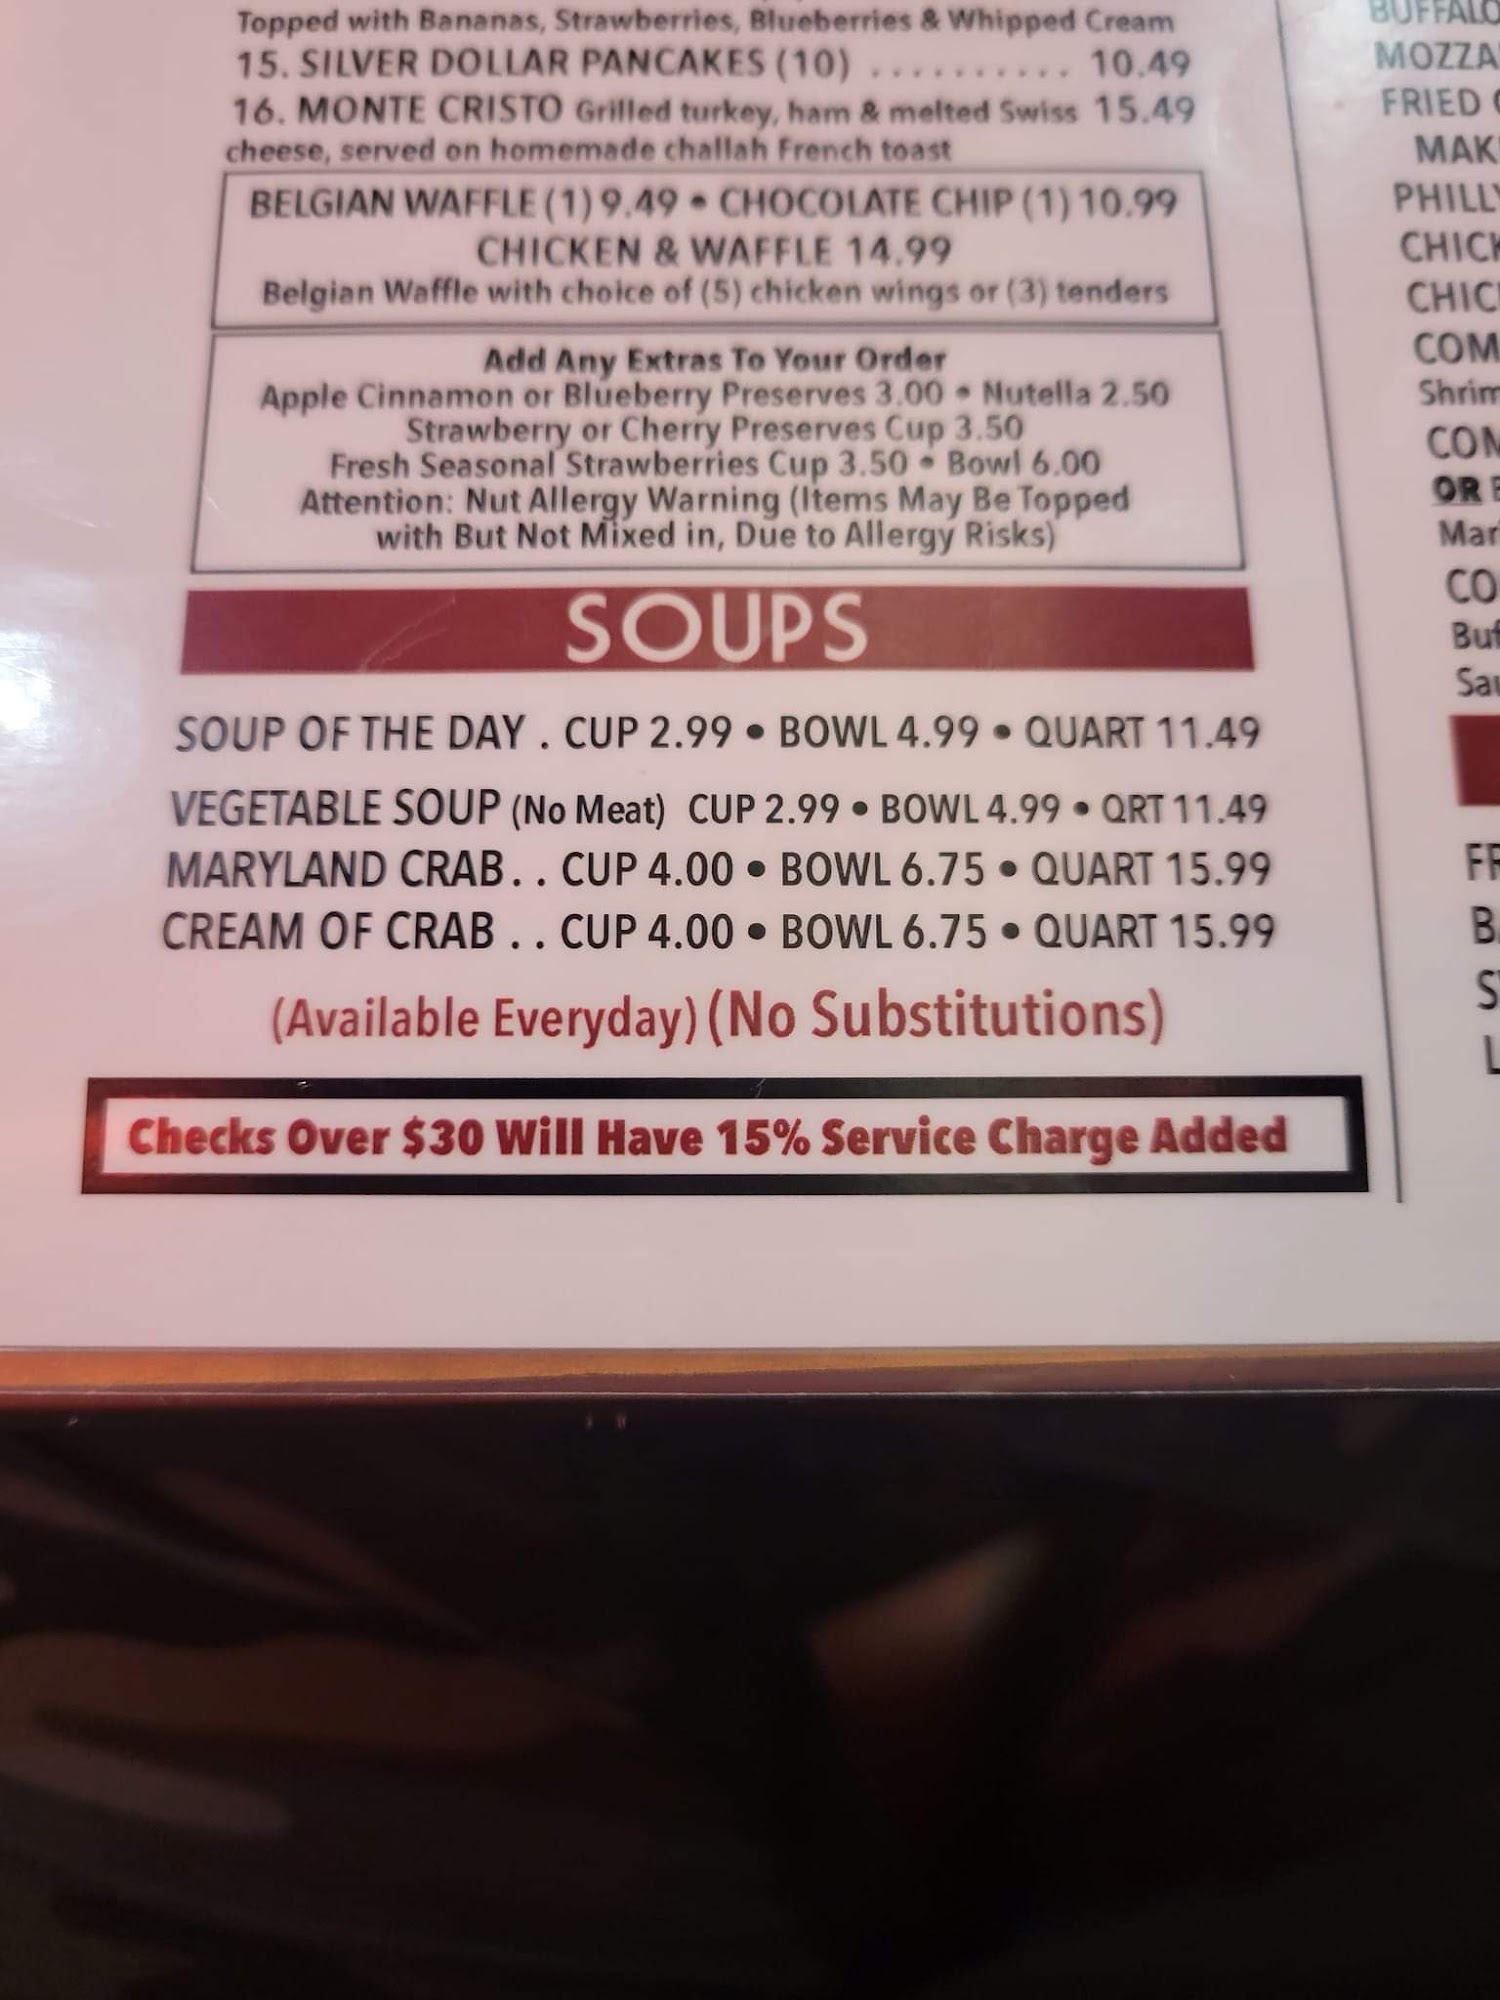 Topped with Bananas, Strawberries, Blueberries & Whipped Cream
15. SILVER DOLLAR PANCAKES (10) .......... 10.49
16. MONTE CRISTO Grilled turkey, ham & melted Swiss 15.49
cheese, served on homemade challah French toast
BELGIAN WAFFLE (1) 9.49 • CHOCOLATE CHIP (1) 10.99
CHICKEN & WAFFLE 14.99
Belgian Waffle with choice of (5) chicken wings or (3) tenders
Add Any Extras To Your Order
Apple Cinnamon or Blueberry Preserves 3.00 • Nutella 2.50
Strawberry or Cherry Preserves Cup 3.50
Fresh Seasonal Strawberries Cup 3.50 • Bowl 6.00
Attention: Nut Allergy Warning (Items May Be Topped
with But Not Mixed in, Due to Allergy Risks)
SOUPS
SOUP OF THE DAY . CUP 2.99 • BOWL 4.99 • QUART 11.49
VEGETABLE SOUP (No Meat) CUP 2.99 • BOWL 4.99 • QRT 11.49
MARYLAND CRAB. . CUP 4.00 • BOWL 6.75 • QUART 15.99
CREAM OF CRAB . . CUP 4.00 • BOWL 6.75 • QUART 15.99
(Available Everyday) (No Substitutions)
Checks Over $30 Will Have 15% Service Charge Added
BUFFALO
MOZZA
FRIED
MAK
PHILLY
CHICK
CHIC
COM
Shrim
COM
OR
Mar
CO
Buf
Sau
FR
BA
S
L